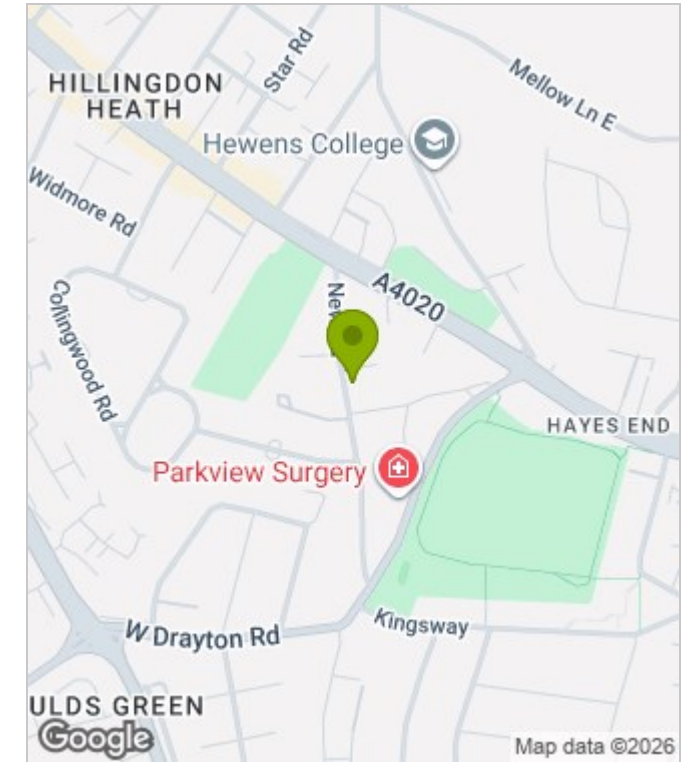 HILLINGDON
HEATH
Star Rd
Mellow Ln E
Hewens College
Widmore Rd
A4020
Collingwood Rd
New
HAYES END
Parkview Surgery
W Drayton Rd
Kingsway
ULDS GREEN
Google
Map data ©2026